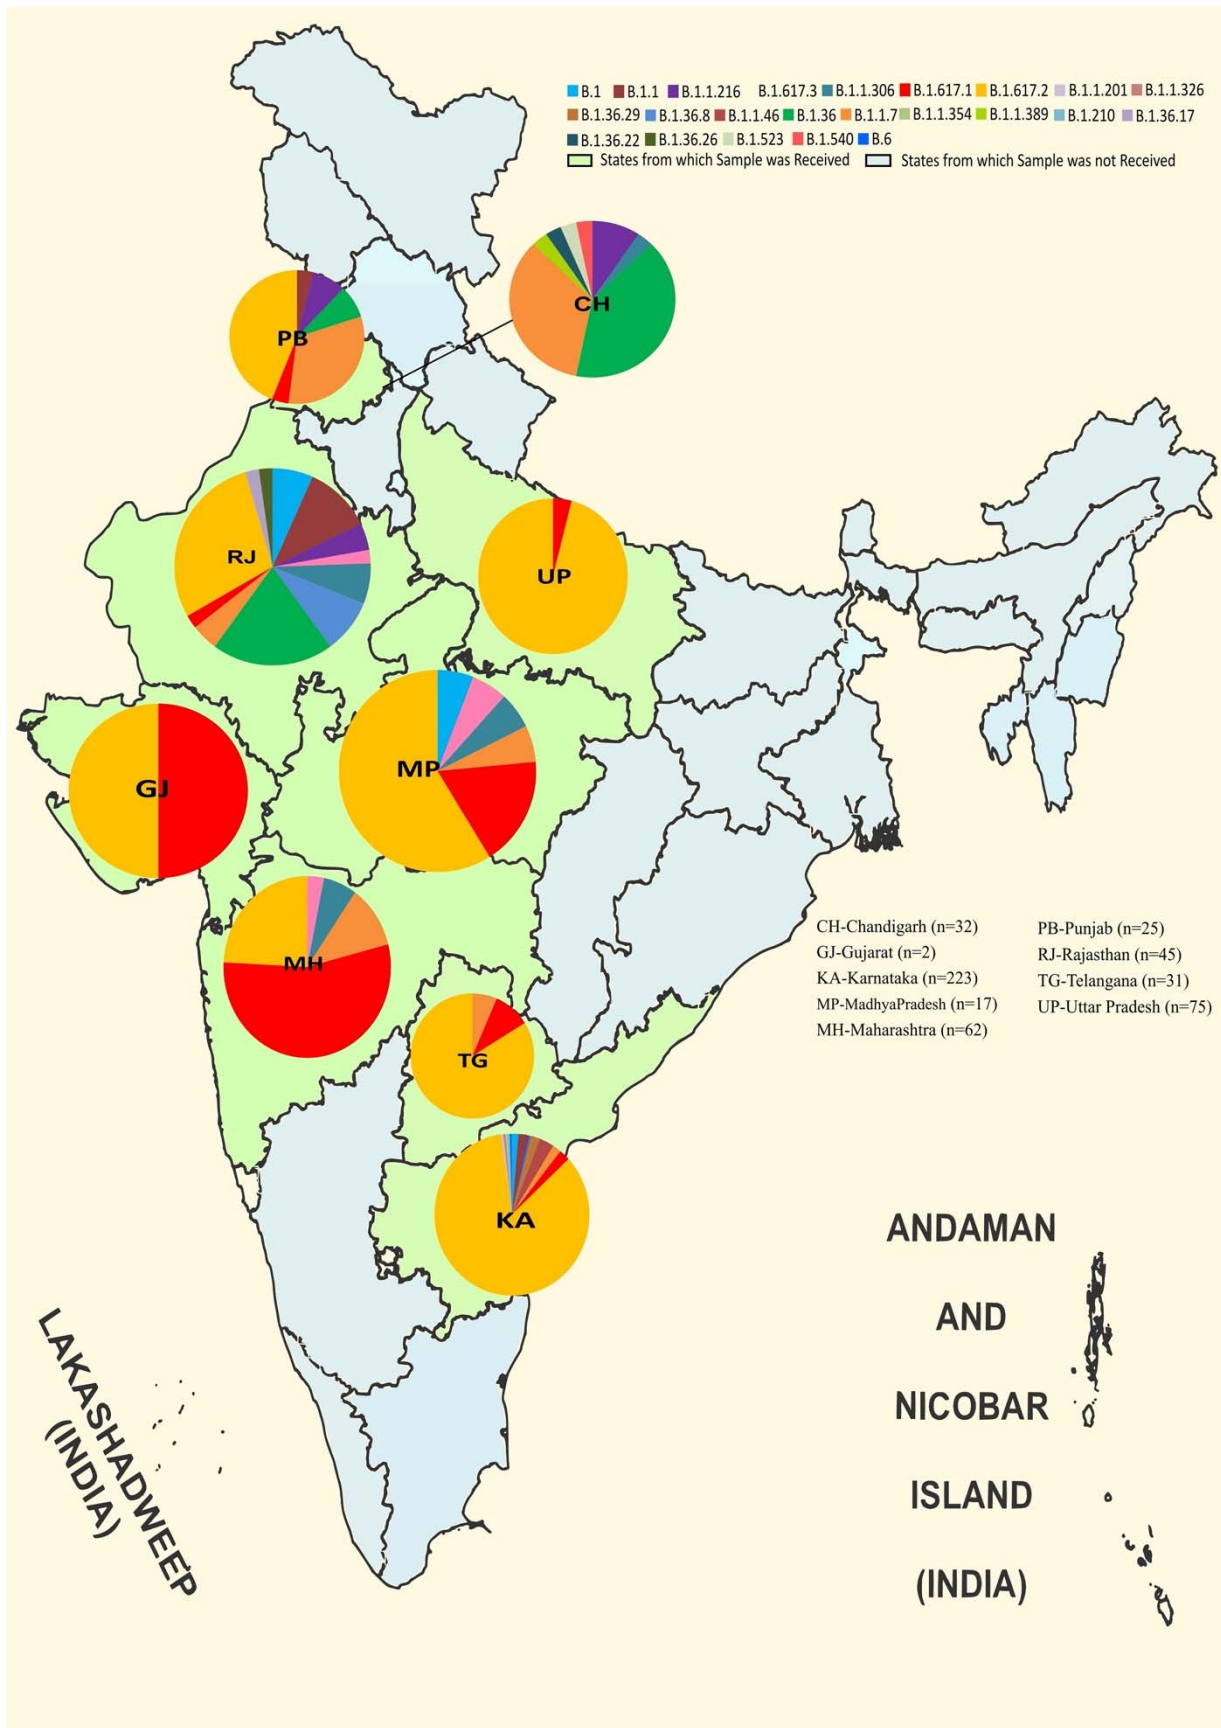 B.1 B.1.1 B.1.1.216 B.1.617.3 B.1.1.306 B.1.617.1 B.1.617.2 B.1.1.201 B.1.1.326
B.1.36.29 B.1.36.8 B.1.1.46 B.1.36 B.1.1.7 B.1.1.354 B.1.1.389 B.1.210 B.1.36.17
B.1.36.22 B.1.36.26 B.1.523 B.1.540 B.6
States from which Sample was Received States from which Sample was not Received
CH
PB
RJ
UP
MP
GJ
MH
TG
KA
CH-Chandigarh (n=32) PB-Punjab (n=25)
GJ-Gujarat (n=2) RJ-Rajasthan (n=45)
KA-Karnataka (n=223) TG-Telangana (n=31)
MP-MadhyaPradesh (n=17) UP-Uttar Pradesh (n=75)
MH-Maharashtra (n=62)
ANDAMAN
AND
NICOBAR
ISLAND
(INDIA)
LAKASHADWEEP
(INDIA)